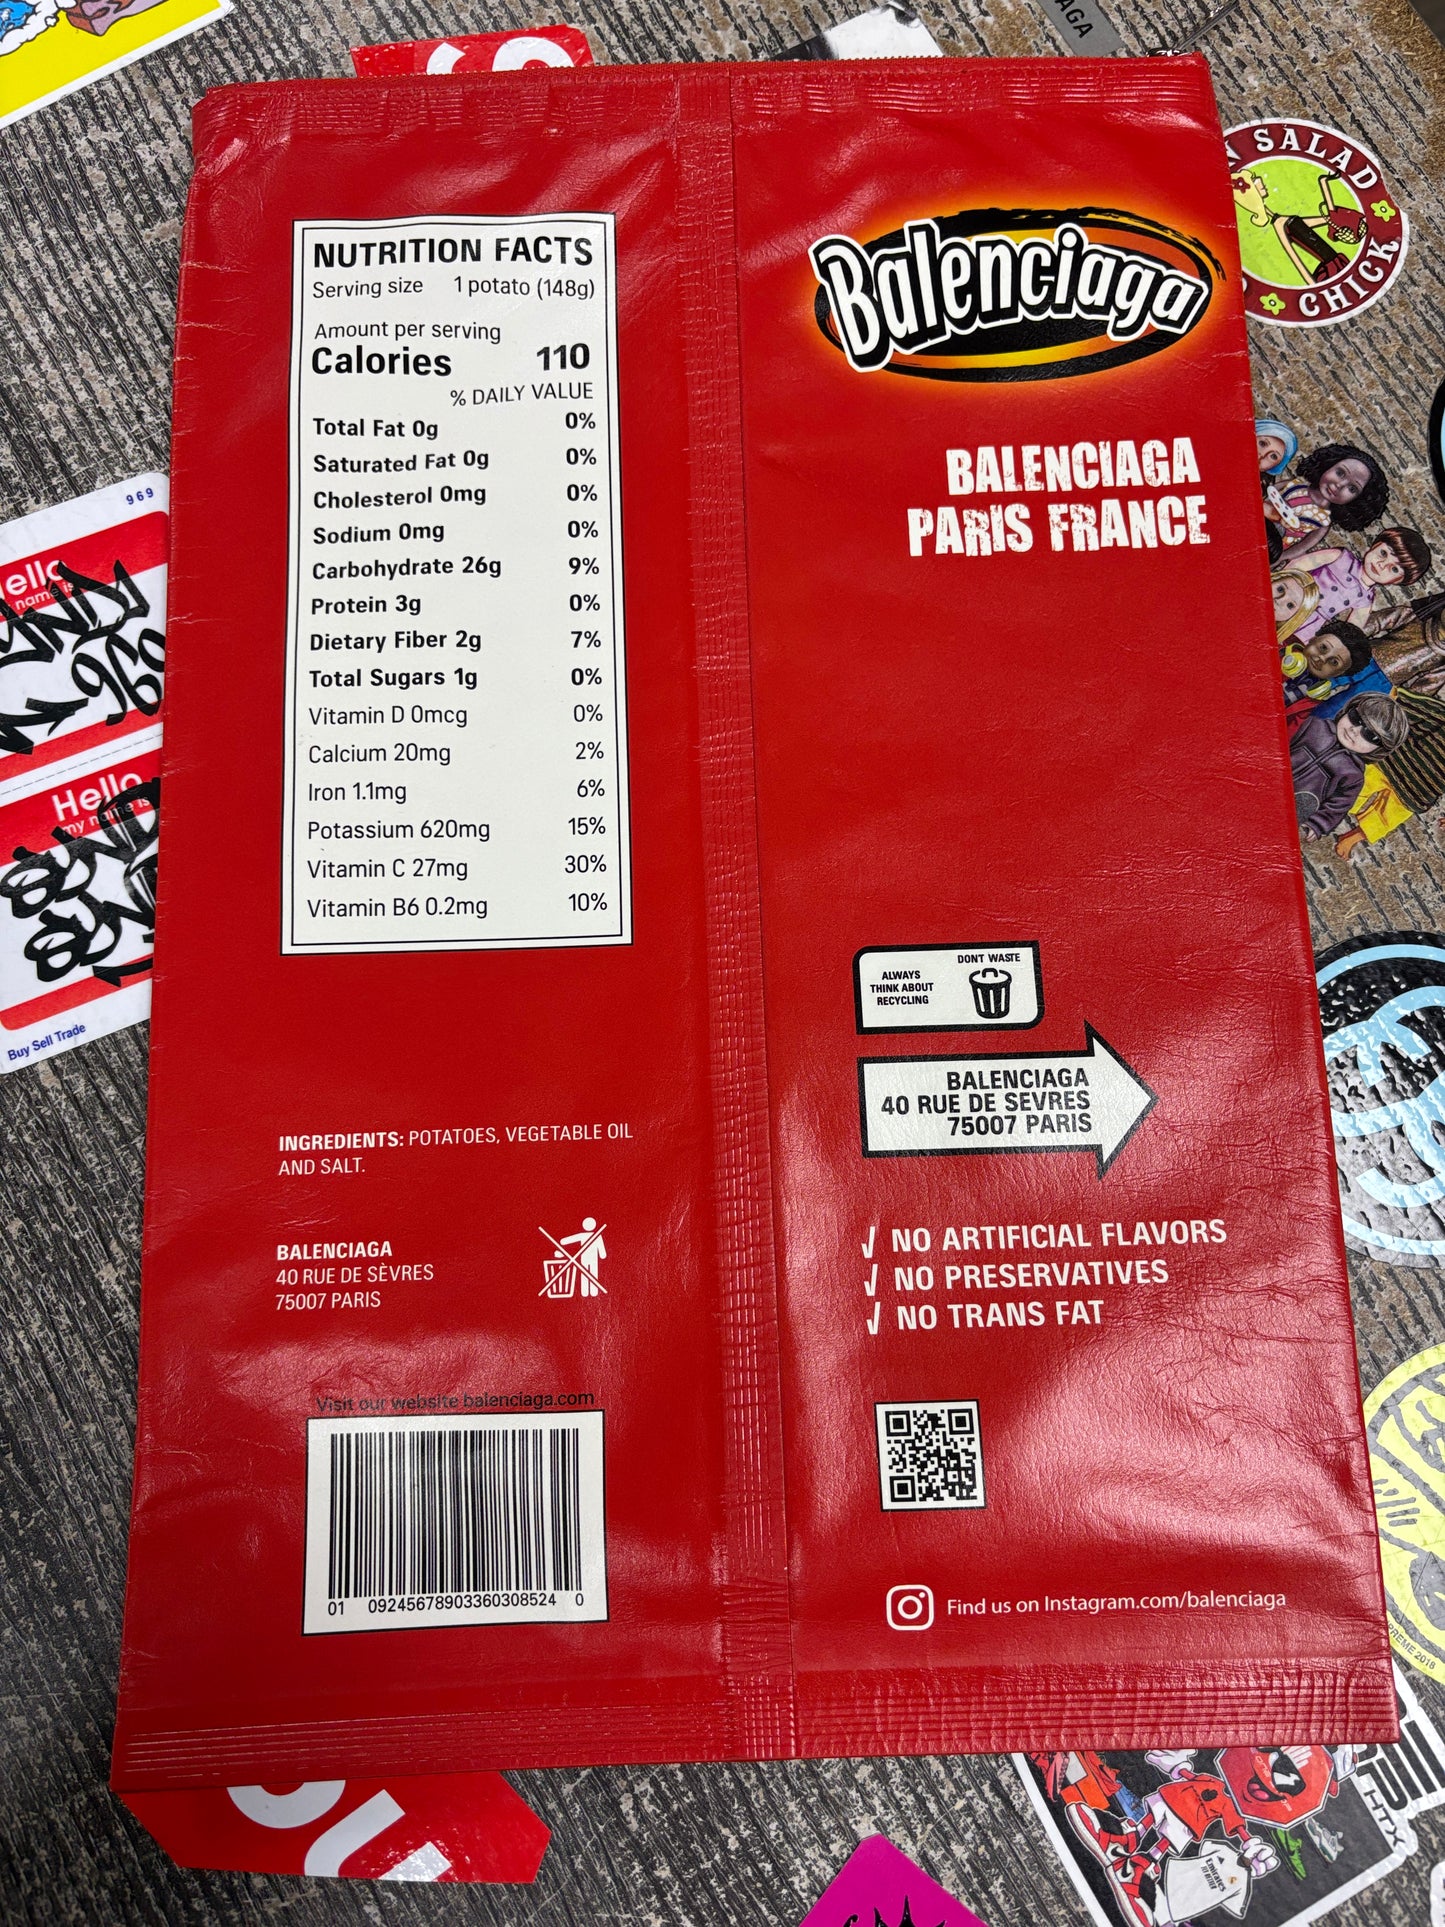 NUTRITION FACTS
Serving size 1 potato (148g)
Amount per serving
Calories 110
% DAILY VALUE
Total Fat 0g 0%
Saturated Fat 0g 0%
Cholesterol 0mg 0%
Sodium 0mg 0%
Carbohydrate 26g 9%
Protein 3g 0%
Dietary Fiber 2g 7%
Total Sugars 1g 0%
Vitamin D 0mcg 0%
Calcium 20mg 2%
Iron 1.1mg 6%
Potassium 620mg 15%
Vitamin C 27mg 30%
Vitamin B6 0.2mg 10%
INGREDIENTS: POTATOES, VEGETABLE OIL
AND SALT.
BALENCIAGA
40 RUE DE SÈVRES
75007 PARIS
Visit our website balenciaga.com
01 09245678903360308524 0
Balenciaga
BALENCIAGA
PARIS FRANCE
ALWAYS
THINK ABOUT
RECYCLING
DONT WASTE
BALENCIAGA
40 RUE DE SEVRES
75007 PARIS
√ NO ARTIFICIAL FLAVORS
√ NO PRESERVATIVES
√ NO TRANS FAT
Find us on Instagram.com/balenciaga
969
Hello
my name is
Buy Sell Trade
SALAD
CHICK
HTX